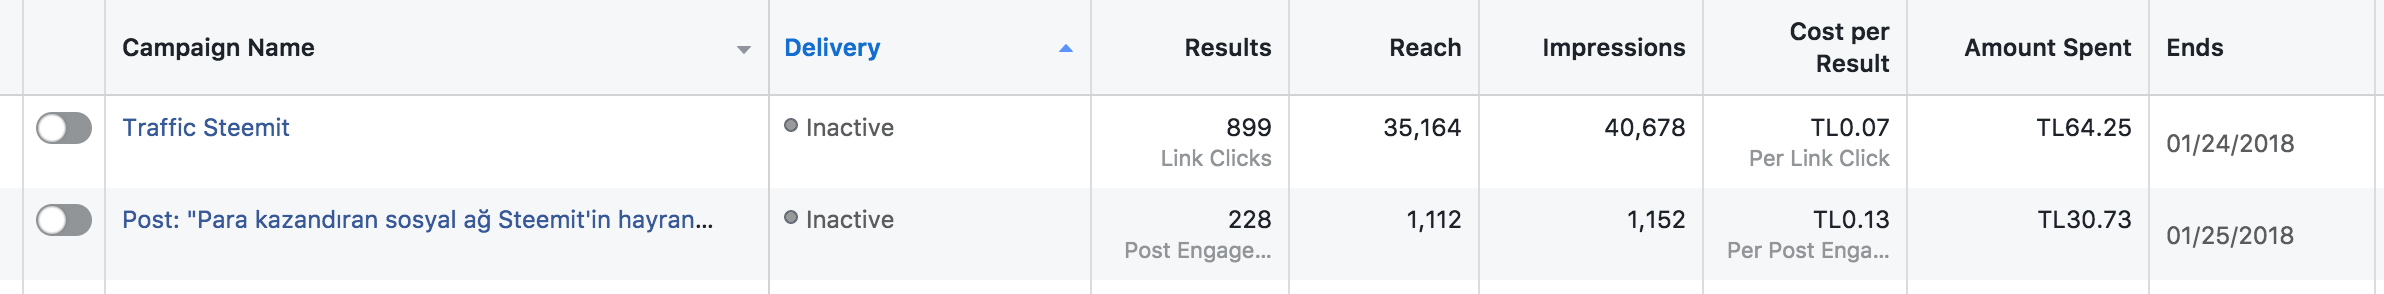 Campaign Name Delivery Results Reach Impressions Cost per Result Amount Spent Ends
Traffic Steemit Inactive 899 35,164 40,678 TL0.07 TL64.25 01/24/2018
Link Clicks Per Link Click
Post: "Para kazandıran sosyal ağ Steemit'in hayran... Inactive 228 1,112 1,152 TL0.13 TL30.73 01/25/2018
Post Engage... Per Post Enga...